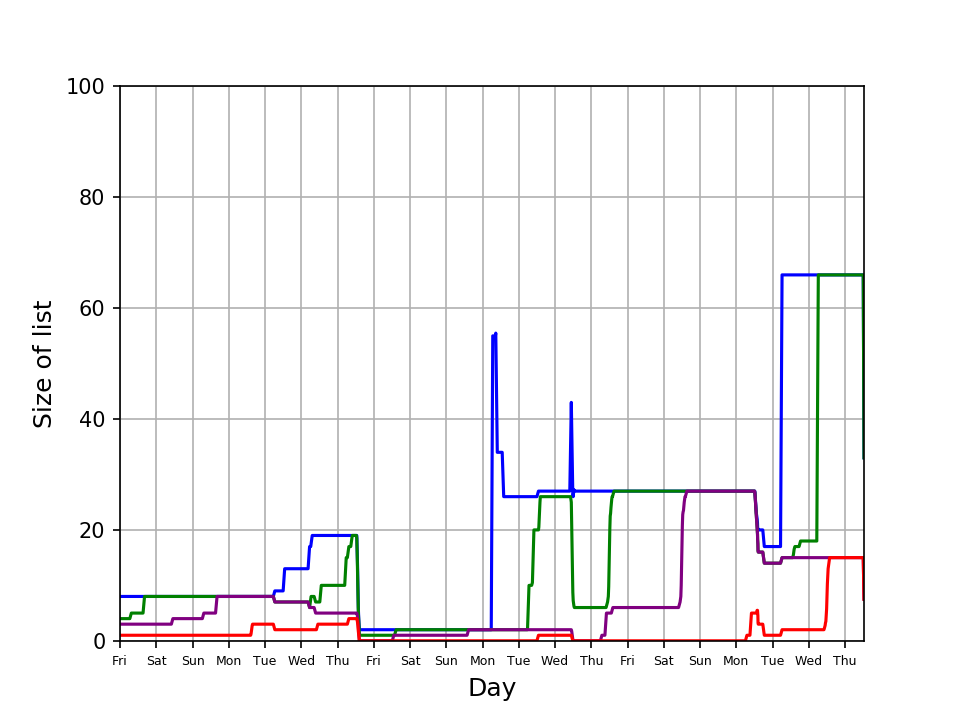 100
80
60
40
20
0
Size of list
Fri Sat Sun Mon Tue Wed Thu Fri Sat Sun Mon Tue Wed Thu Fri Sat Sun Mon Tue Wed Thu
Day